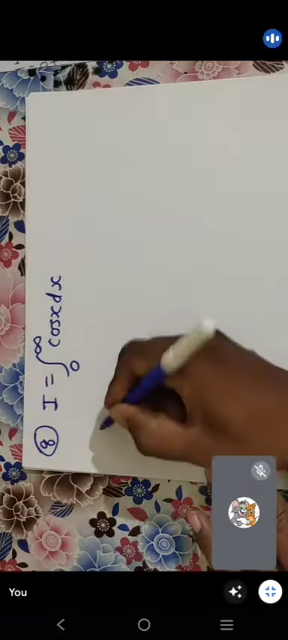 ⑧ I = ∫₀^∞ cosx dx
You